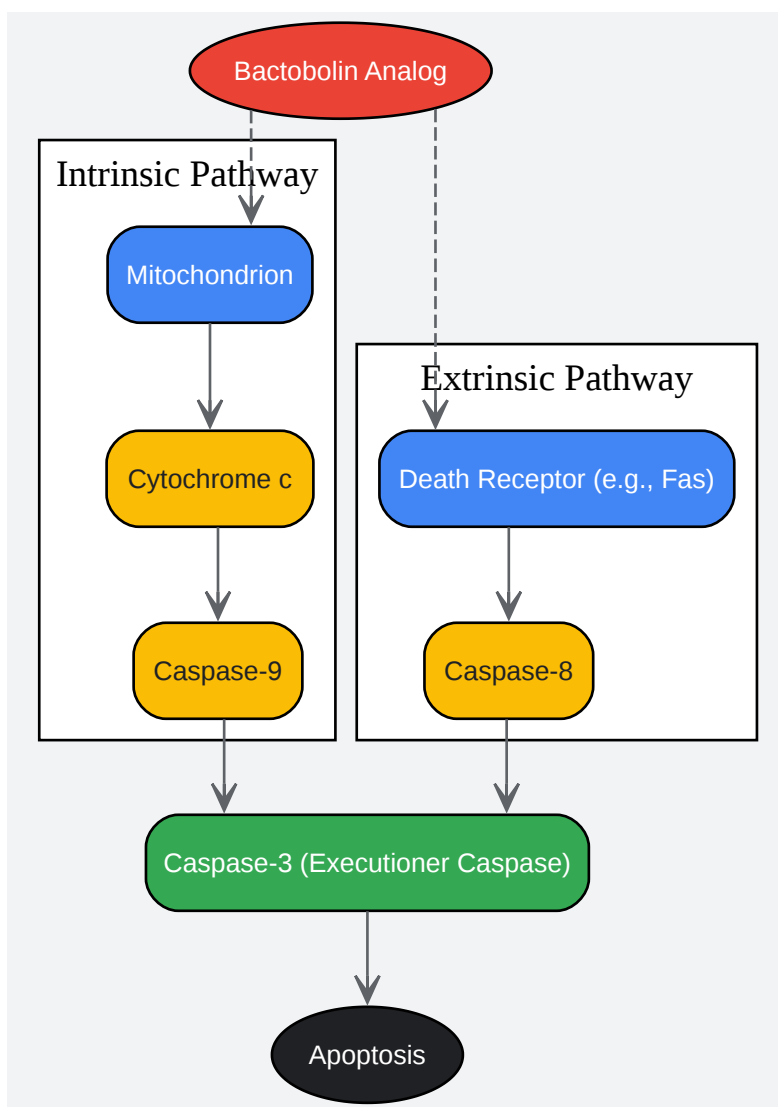 Bactobolin Analog
Intrinsic Pathway
Mitochondrion
Cytochrome c
Caspase-9
Extrinsic Pathway
Death Receptor (e.g., Fas)
Caspase-8
Caspase-3 (Executioner Caspase)
Apoptosis